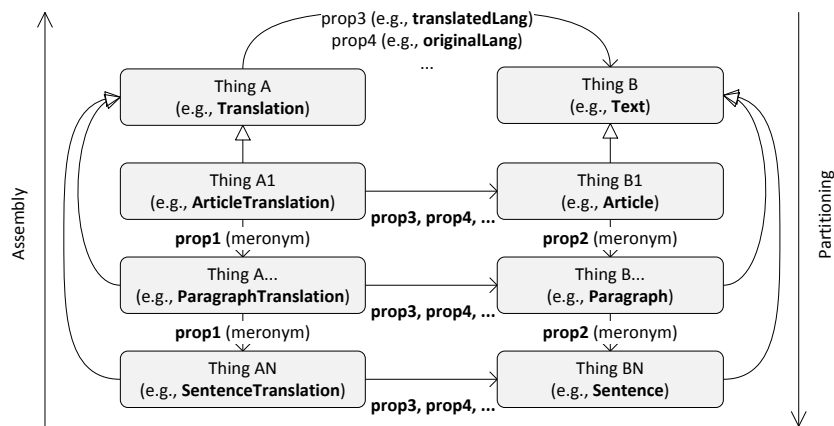 prop3 (e.g., translatedLang)
prop4 (e.g., originalLang)
...
Thing A
(e.g., Translation)
Thing B
(e.g., Text)
Assembly
Partitioning
Thing A1
(e.g., ArticleTranslation)
Thing B1
(e.g., Article)
prop3, prop4, ...
prop1 (meronym)
prop2 (meronym)
Thing A...
(e.g., ParagraphTranslation)
Thing B...
(e.g., Paragraph)
prop3, prop4, ...
prop1 (meronym)
prop2 (meronym)
Thing AN
(e.g., SentenceTranslation)
Thing BN
(e.g., Sentence)
prop3, prop4, ...